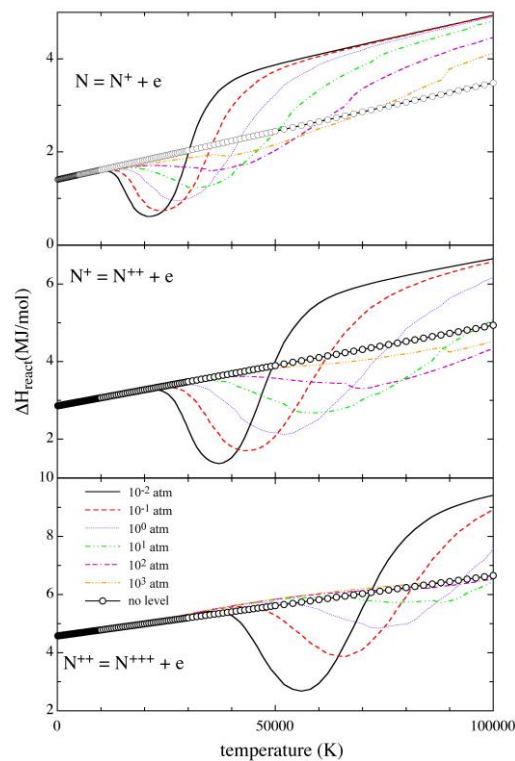 4
N = N⁺ + e
2
0
6
N⁺ = N⁺⁺ + e
ΔH_react(MJ/mol)
4
2
10
10⁻² atm
10⁻¹ atm
8
10⁰ atm
10¹ atm
10² atm
6
10³ atm
no level
4
N⁺⁺ = N⁺⁺⁺ + e
2
0 50000 100000
temperature (K)